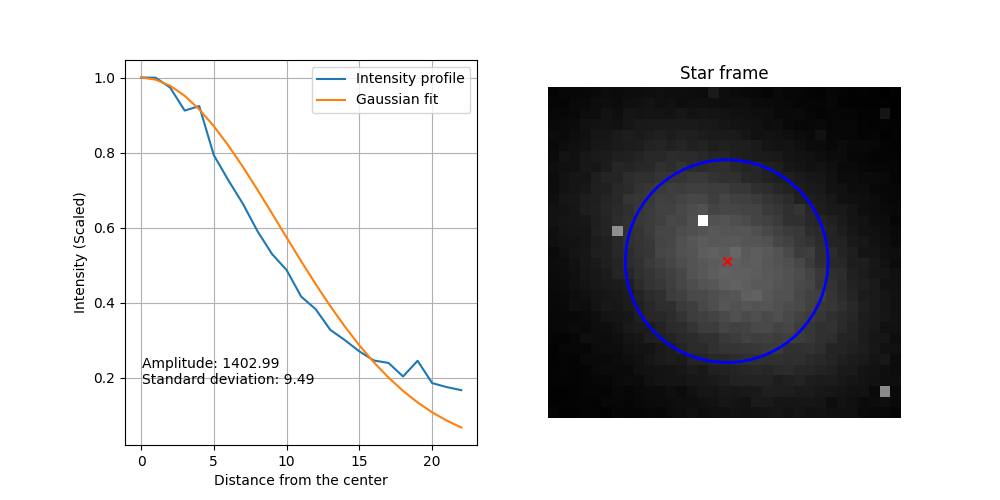 Star frame
Intensity profile
Gaussian fit
Intensity (Scaled)
1.0
0.8
0.6
0.4
0.2
Amplitude: 1402.99
Standard deviation: 9.49
0 5 10 15 20
Distance from the center